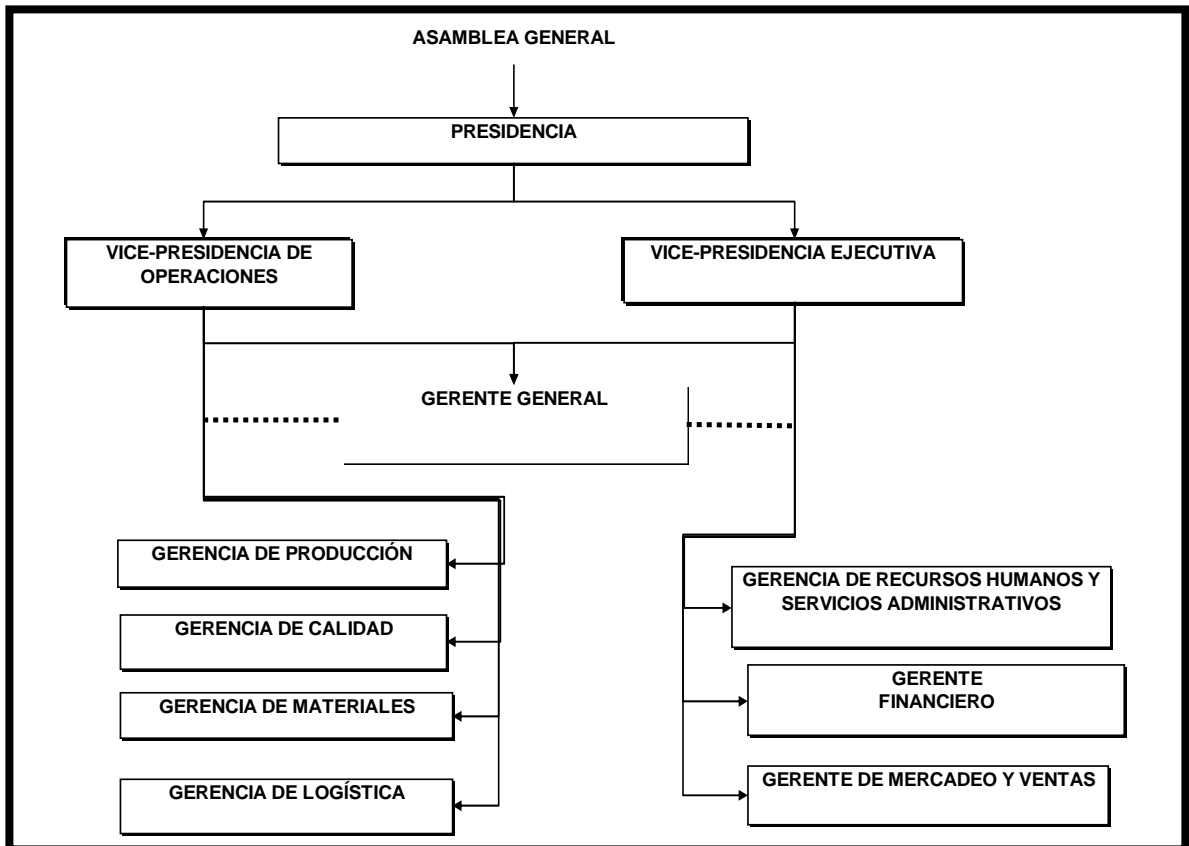 ASAMBLEA GENERAL
PRESIDENCIA
VICE-PRESIDENCIA DE
OPERACIONES
VICE-PRESIDENCIA EJECUTIVA
GERENTE GENERAL
GERENCIA DE PRODUCCIÓN
GERENCIA DE CALIDAD
GERENCIA DE MATERIALES
GERENCIA DE LOGÍSTICA
GERENCIA DE RECURSOS HUMANOS Y
SERVICIOS ADMINISTRATIVOS
GERENTE
FINANCIERO
GERENTE DE MERCADEO Y VENTAS